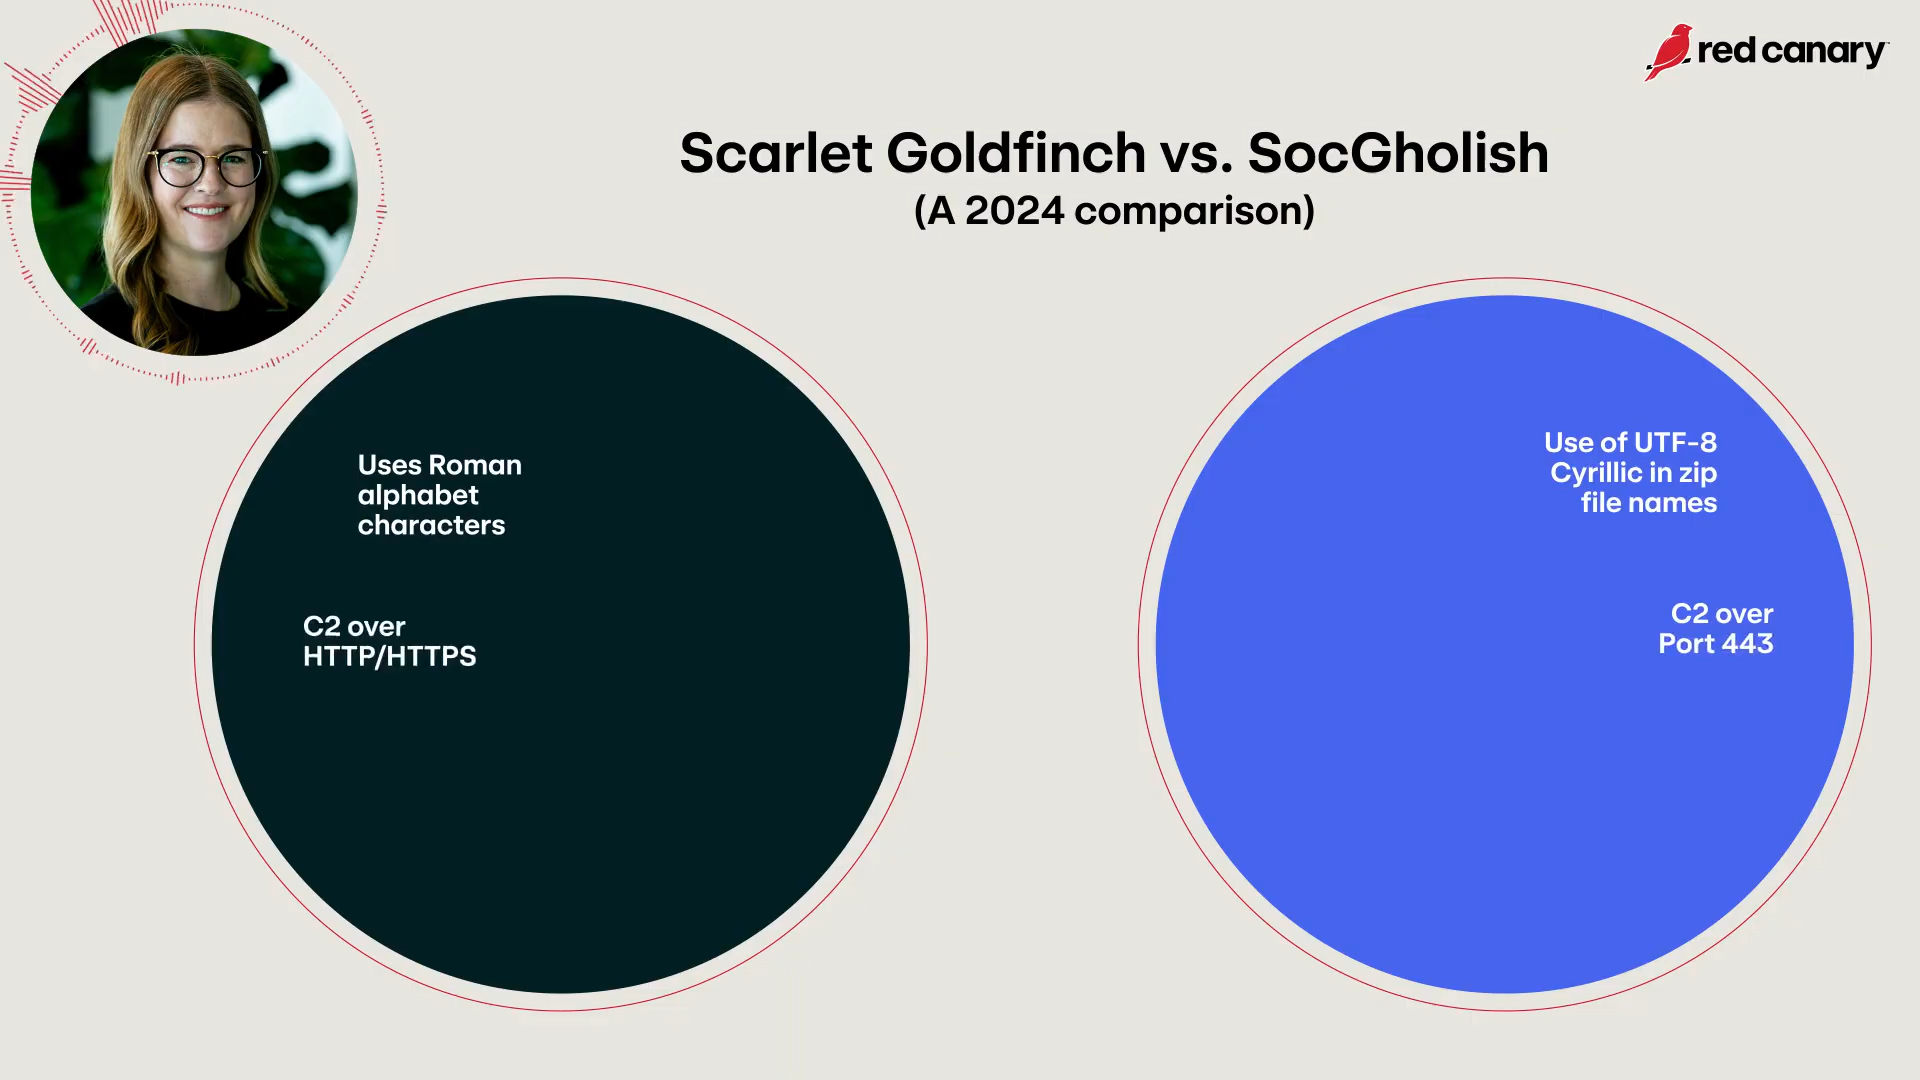 red canary
Scarlet Goldfinch vs. SocGholish
(A 2024 comparison)
Uses Roman
alphabet
characters
C2 over
HTTP/HTTPS
Use of UTF-8
Cyrillic in zip
file names
C2 over
Port 443